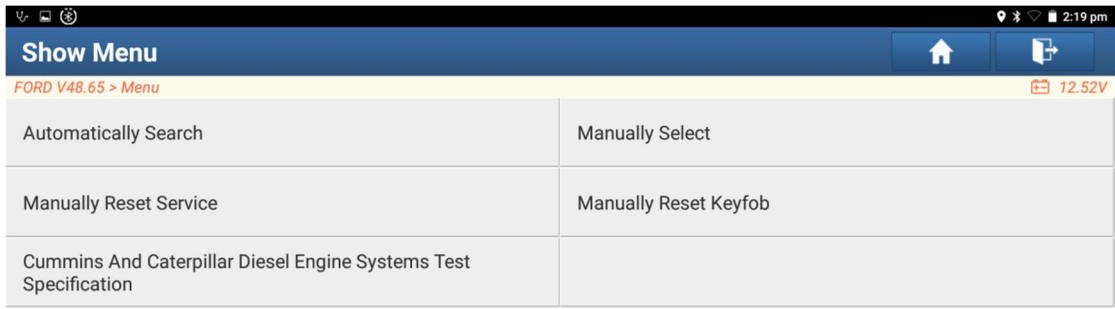 2:19 pm
Show Menu
FORD V48.65 > Menu
12.52V
Automatically Search
Manually Select
Manually Reset Service
Manually Reset Keyfob
Cummins And Caterpillar Diesel Engine Systems Test
Specification